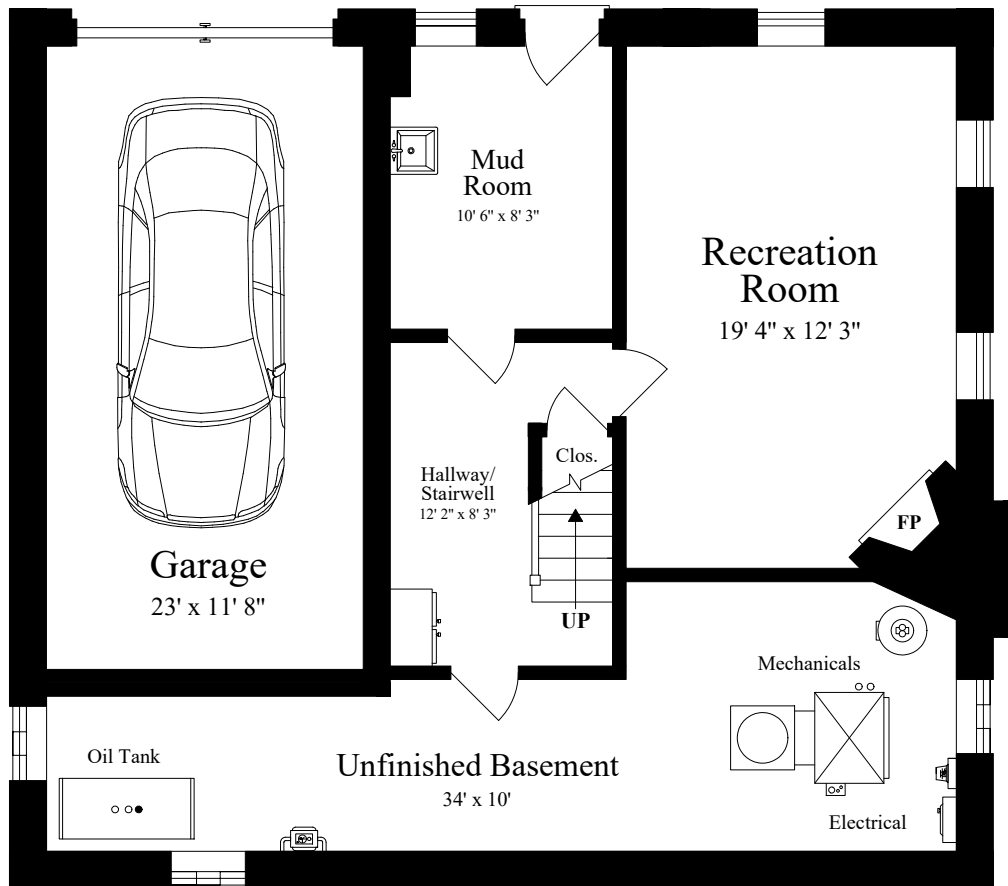 Mud
Room
10' 6" x 8' 3"
Recreation
Room
19' 4" x 12' 3"
Clos.
Hallway/
Stairwell
12' 2" x 8' 3"
FP
Garage
23' x 11' 8"
UP
Mechanicals
Oil Tank
Unfinished Basement
34' x 10'
Electrical